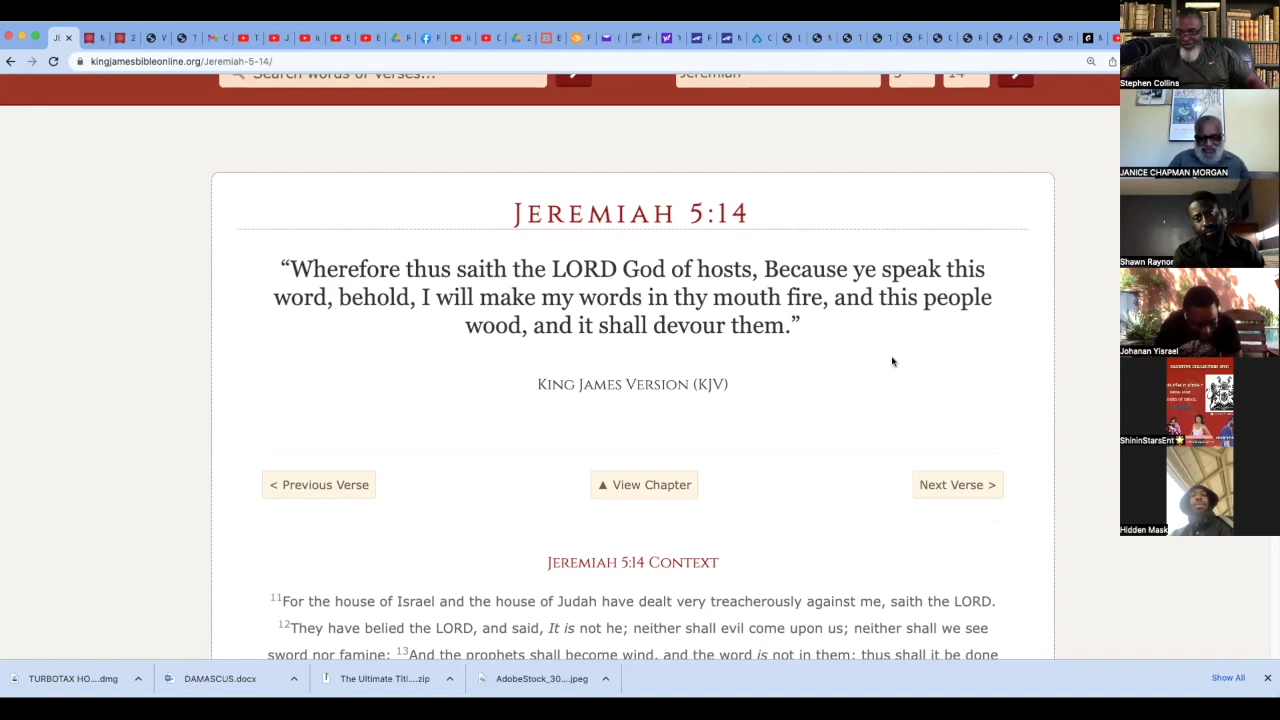 kingjamesbibleonline.org/Jeremiah-5-14/
Search words or verses...
Jeremiah
5
14
JEREMIAH 5:14
“Wherefore thus saith the LORD God of hosts, Because ye speak this
word, behold, I will make my words in thy mouth fire, and this people
wood, and it shall devour them.”
KING JAMES VERSION (KJV)
< Previous Verse
▲ View Chapter
Next Verse >
JEREMIAH 5:14 CONTEXT
11For the house of Israel and the house of Judah have dealt very treacherously against me, saith the LORD.
12They have belied the LORD, and said, It is not he; neither shall evil come upon us; neither shall we see
sword nor famine: 13And the prophets shall become wind, and the word is not in them: thus shall it be done
TURBOTAX HO....dmg
DAMASCUS.docx
The Ultimate Titl....zip
AdobeStock_30....jpeg
Show All
Stephen Collins
JANICE CHAPMAN MORGAN
Shawn Raynor
Johanan Yisrael
ShininStarsEnt
Hidden Mask